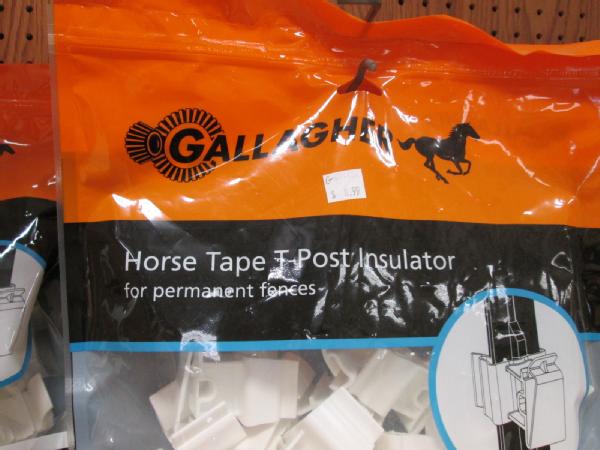 GALLAGHER
Horse Tape T-Post Insulator
for permanent fences